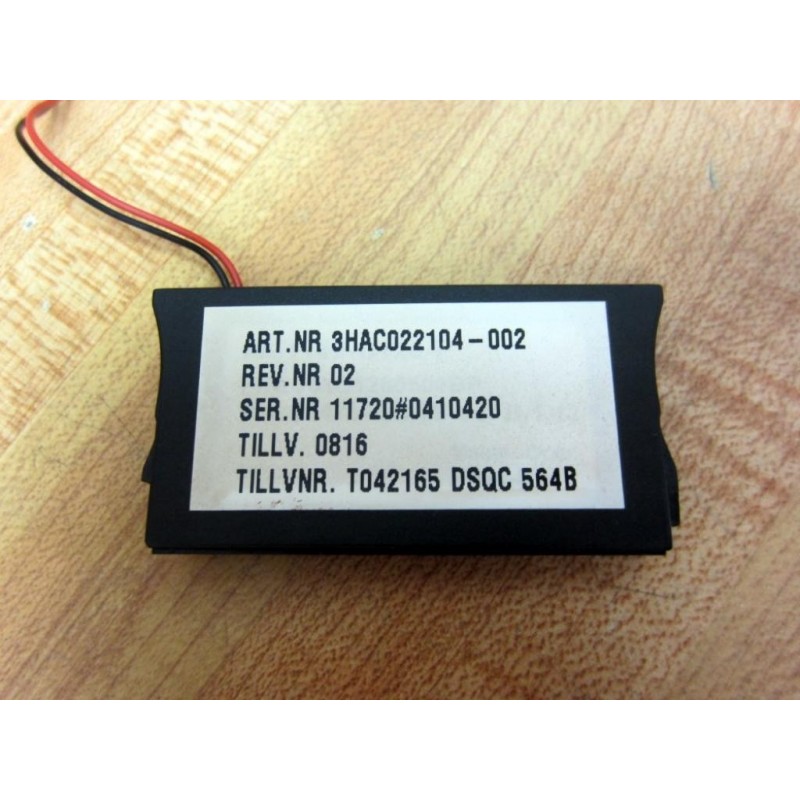 ART.NR 3HAC022104-002
REV.NR 02
SER.NR 11720#0410420
TILLV. 0816
TILLVNR. T042165 DSQC 564B